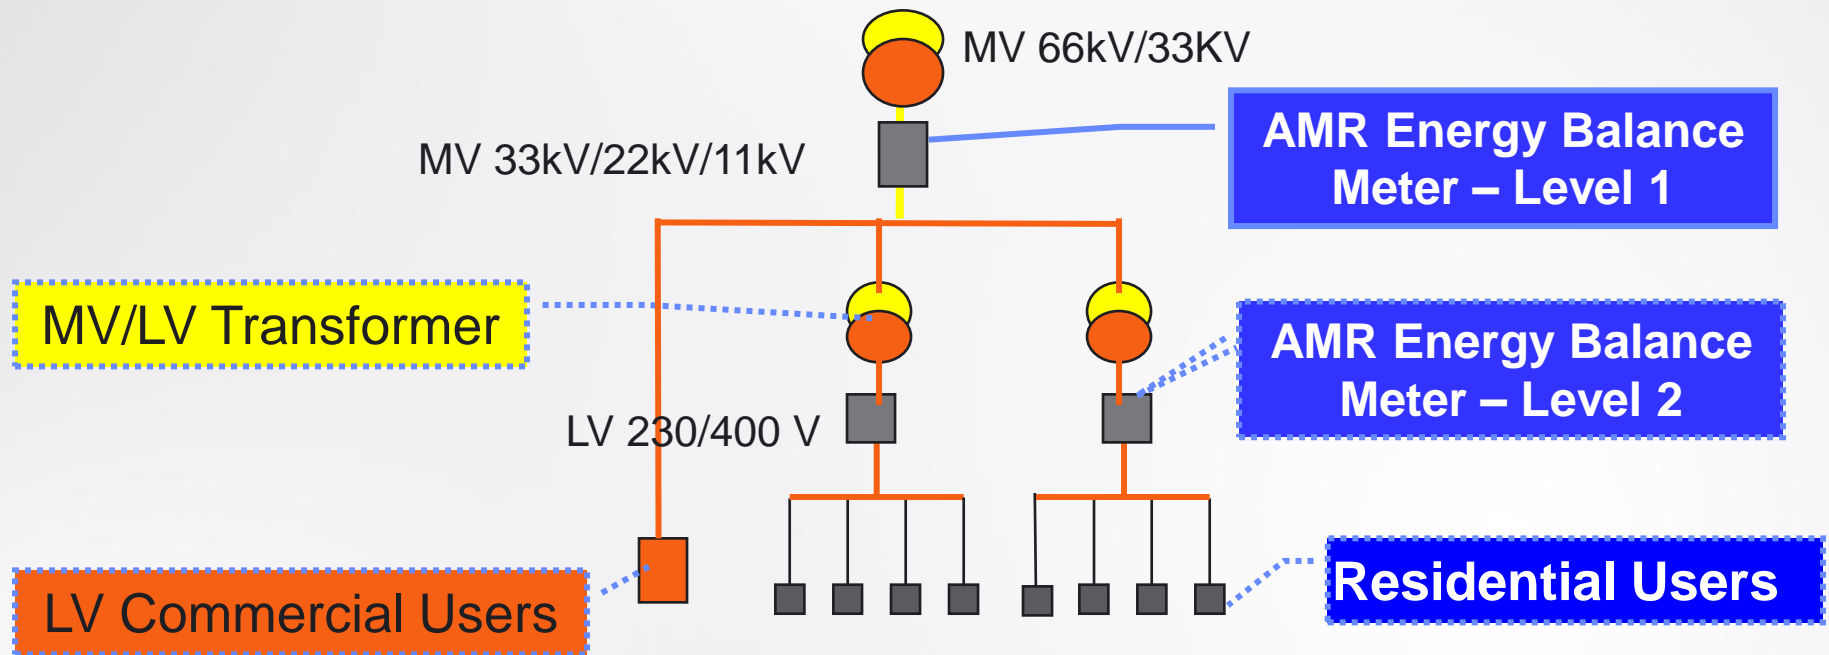 MV 66kV/33KV
AMR Energy Balance
Meter – Level 1
MV 33kV/22kV/11kV
MV/LV Transformer
AMR Energy Balance
Meter – Level 2
LV 230/400 V
Residential Users
LV Commercial Users